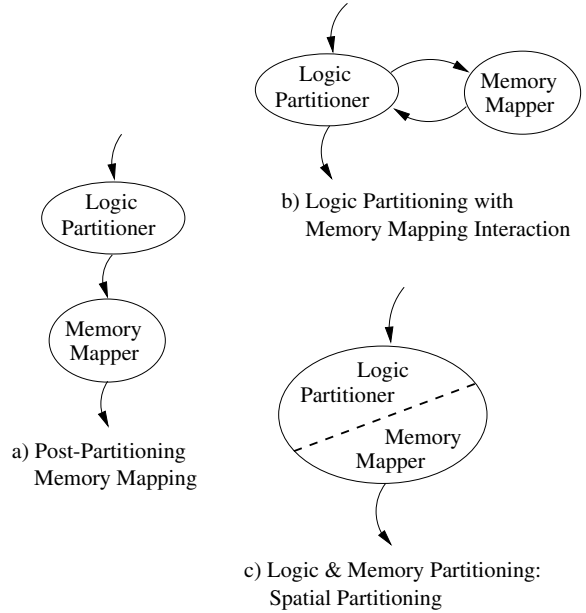 Logic
Partitioner
Memory
Mapper
b) Logic Partitioning with
Memory Mapping Interaction
Logic
Partitioner
Memory
Mapper
a) Post-Partitioning
Memory Mapping
Logic
Partitioner
Memory
Mapper
c) Logic & Memory Partitioning:
Spatial Partitioning